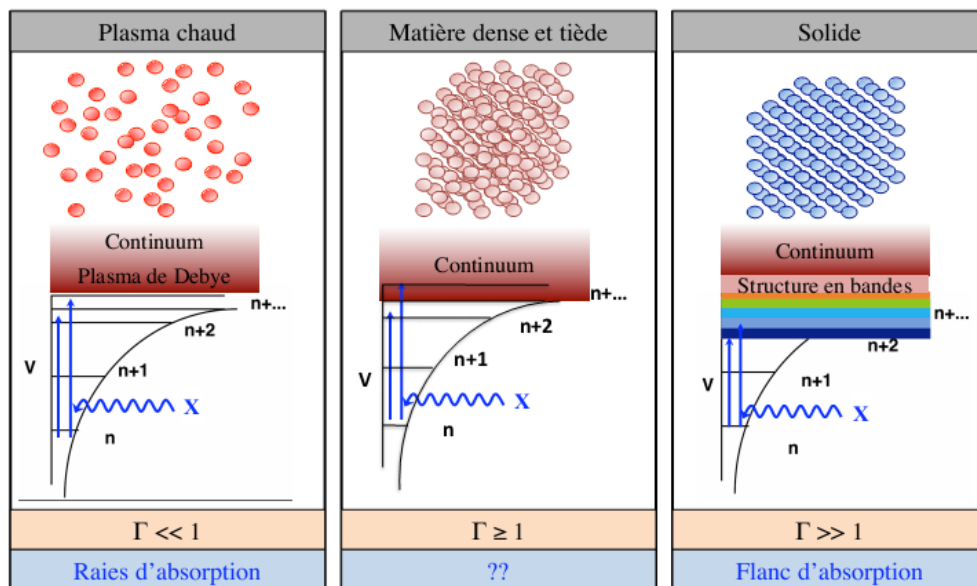 Plasma chaud
Continuum
Plasma de Debye
n+...
n+2
V
n+1
X
n
Γ << 1
Raies d’absorption
Matière dense et tiède
Continuum
n+...
n+2
V
n+1
X
n
Γ ≥ 1
??
Solide
Continuum
Structure en bandes
n+...
n+2
V
n+1
X
n
Γ >> 1
Flanc d’absorption